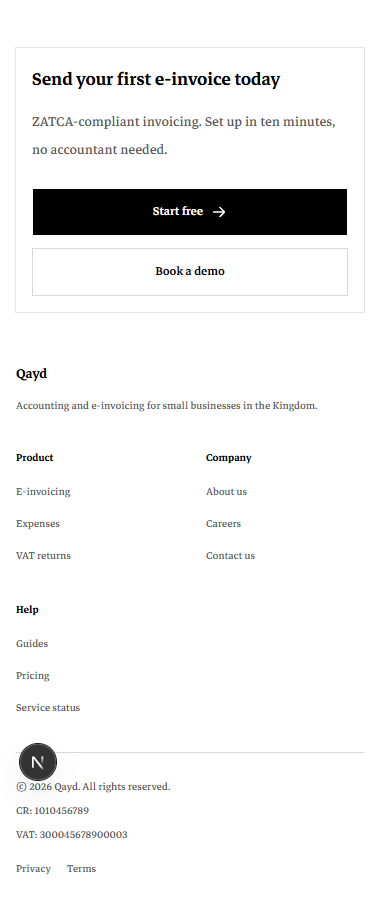 Send your first e-invoice today
ZATCA-compliant invoicing. Set up in ten minutes,
no accountant needed.
Start free →
Book a demo
Qayd
Accounting and e-invoicing for small businesses in the Kingdom.
Product
E-invoicing
Expenses
VAT returns
Company
About us
Careers
Contact us
Help
Guides
Pricing
Service status
N
© 2026 Qayd. All rights reserved.
CR: 1010456789
VAT: 300045678900003
Privacy Terms